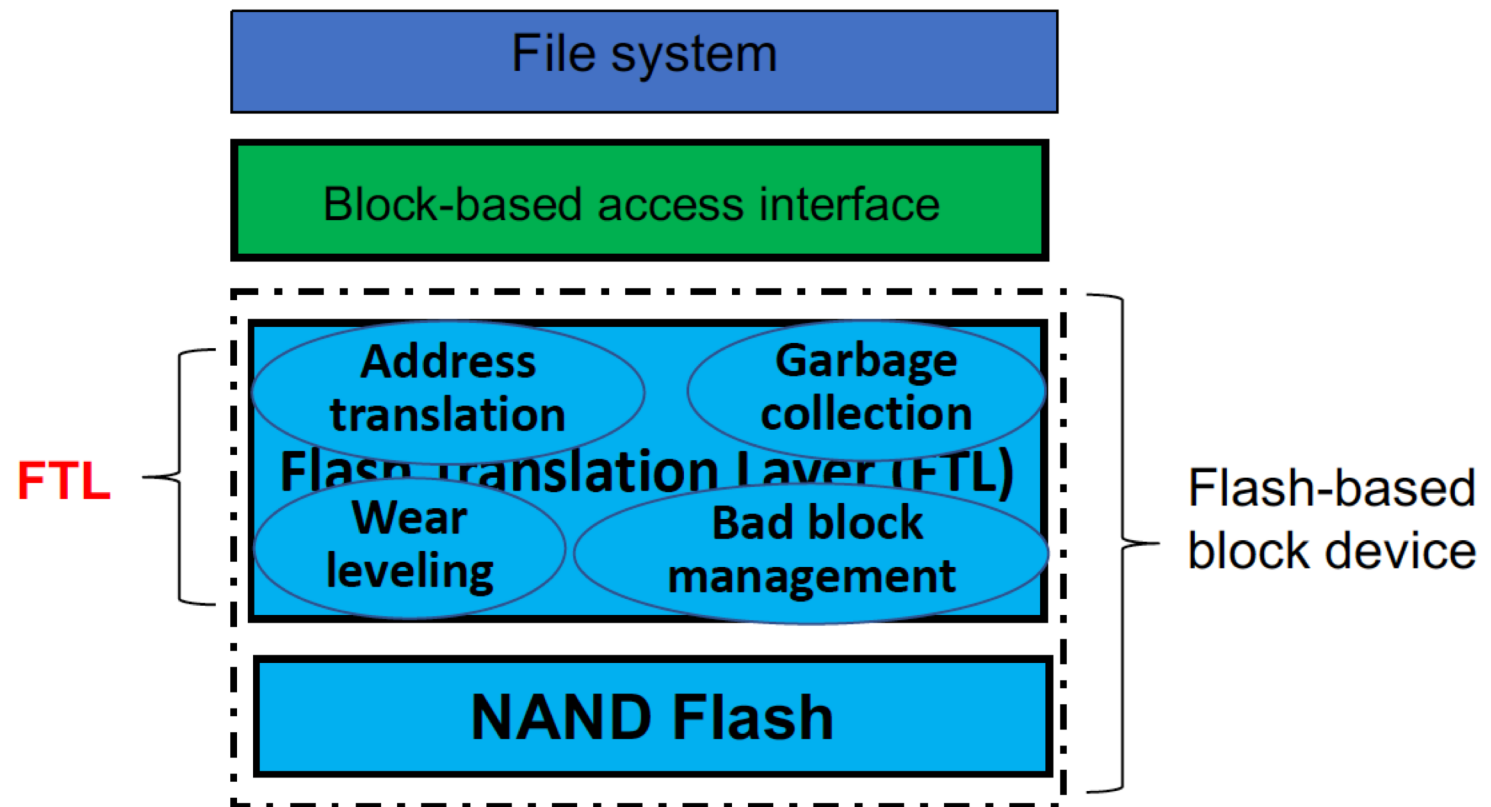 File system
Block-based access interface
Address
translation
Garbage
collection
FTL
Flash Translation Layer (FTL)
Wear
leveling
Bad block
management
Flash-based
block device
NAND Flash